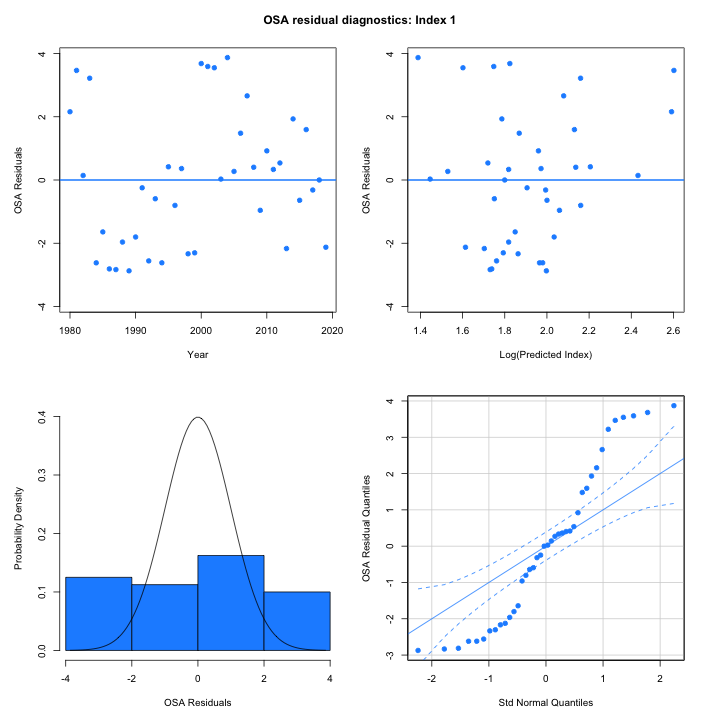 OSA residual diagnostics: Index 1
OSA Residuals
4
2
0
-2
-4
1980 1990 2000 2010 2020
Year
OSA Residuals
4
2
0
-2
-4
1.4 1.6 1.8 2.0 2.2 2.4 2.6
Log(Predicted Index)
Probability Density
0.4
0.3
0.2
0.1
0.0
-4 -2 0 2 4
OSA Residuals
OSA Residual Quantiles
4
3
2
1
0
-1
-2
-3
-2 -1 0 1 2
Std Normal Quantiles